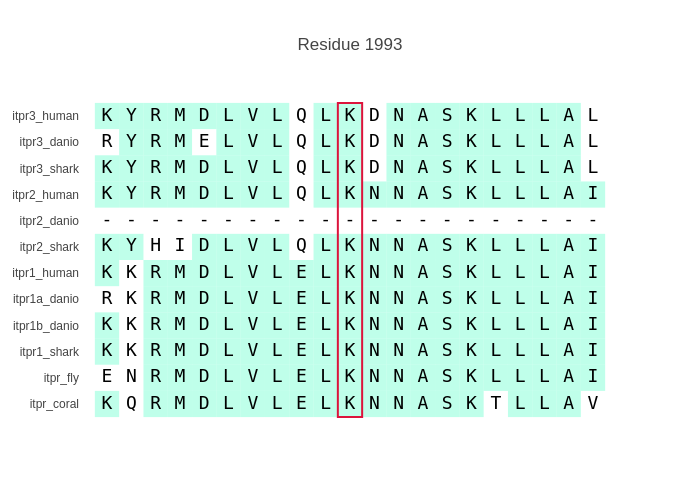 Residue 1993
itpr3_human K Y R M D L V L Q L K D N A S K L L L A L
itpr3_danio R Y R M E L V L Q L K D N A S K L L L A L
itpr3_shark K Y R M D L V L Q L K D N A S K L L L A L
itpr2_human K Y R M D L V L Q L K N N A S K L L L A I
itpr2_danio - - - - - - - - - - - - - - - - - - - - -
itpr2_shark K Y H I D L V L Q L K N N A S K L L L A I
itpr1_human K K R M D L V L E L K N N A S K L L L A I
itpr1a_danio R K R M D L V L E L K N N A S K L L L A I
itpr1b_danio K K R M D L V L E L K N N A S K L L L A I
itpr1_shark K K R M D L V L E L K N N A S K L L L A I
itpr_fly E N R M D L V L E L K N N A S K L L L A I
itpr_coral K Q R M D L V L E L K N N A S K T L L A V